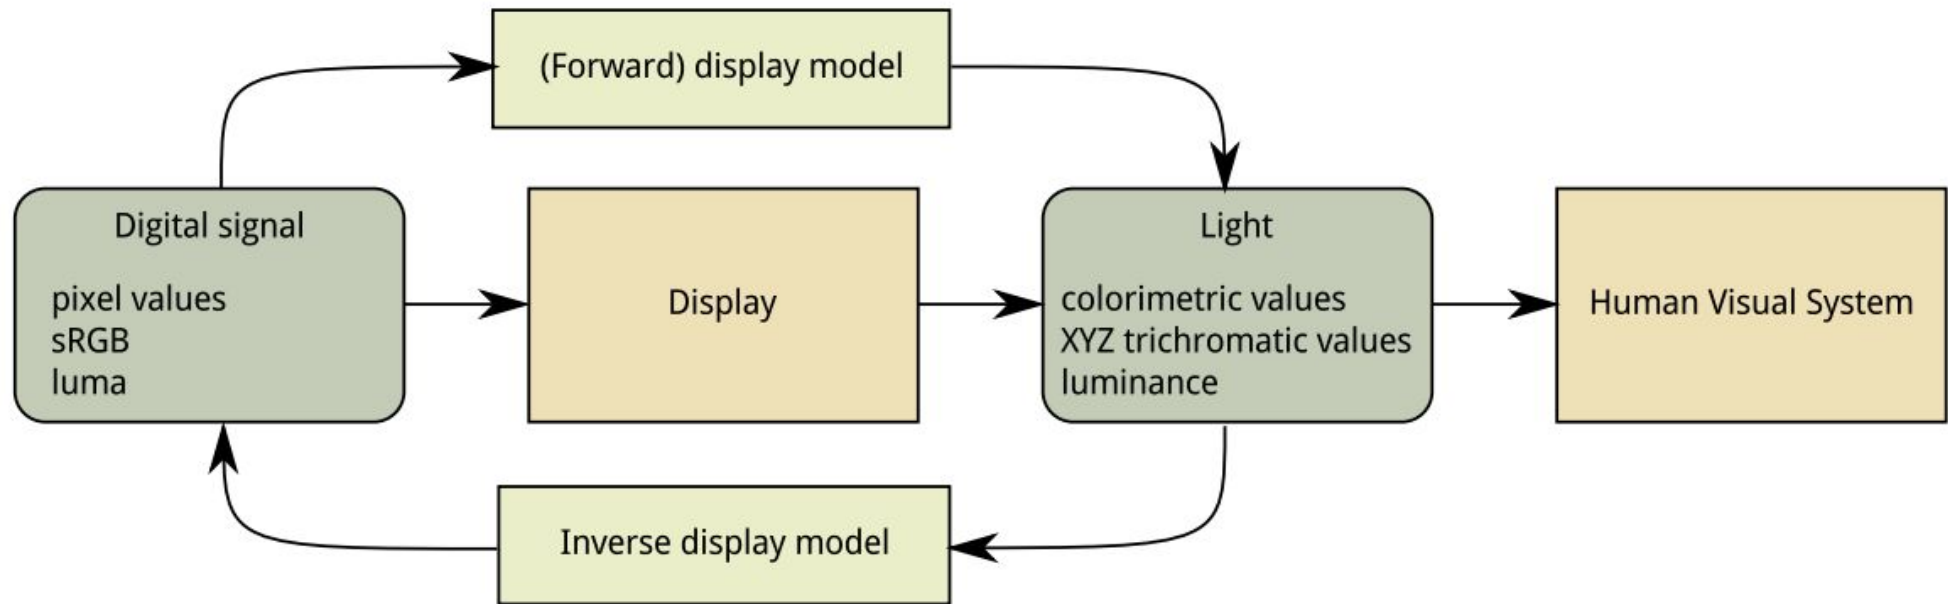 (Forward) display model
Digital signal
pixel values
sRGB
luma
Display
Light
colorimetric values
XYZ trichromatic values
luminance
Human Visual System
Inverse display model